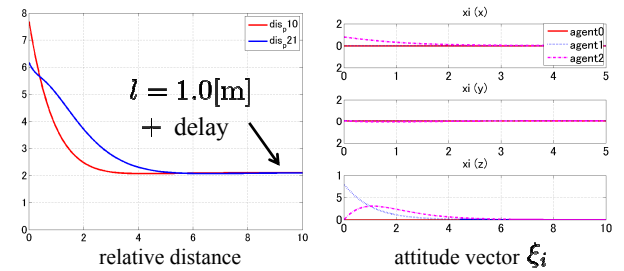 8
7
6
5
4
3
2
1
0
0 2 4 6 8 10
dis_p10
dis_p21
l = 1.0[m]
+ delay
relative distance
xi (x)
2
0
2
0 1 2 3 4 5
agent0
agent1
agent2
xi (y)
2
0
2
0 1 2 3 4 5
xi (z)
1
0.5
0
0 2 4 6 8 10
attitude vector ξi